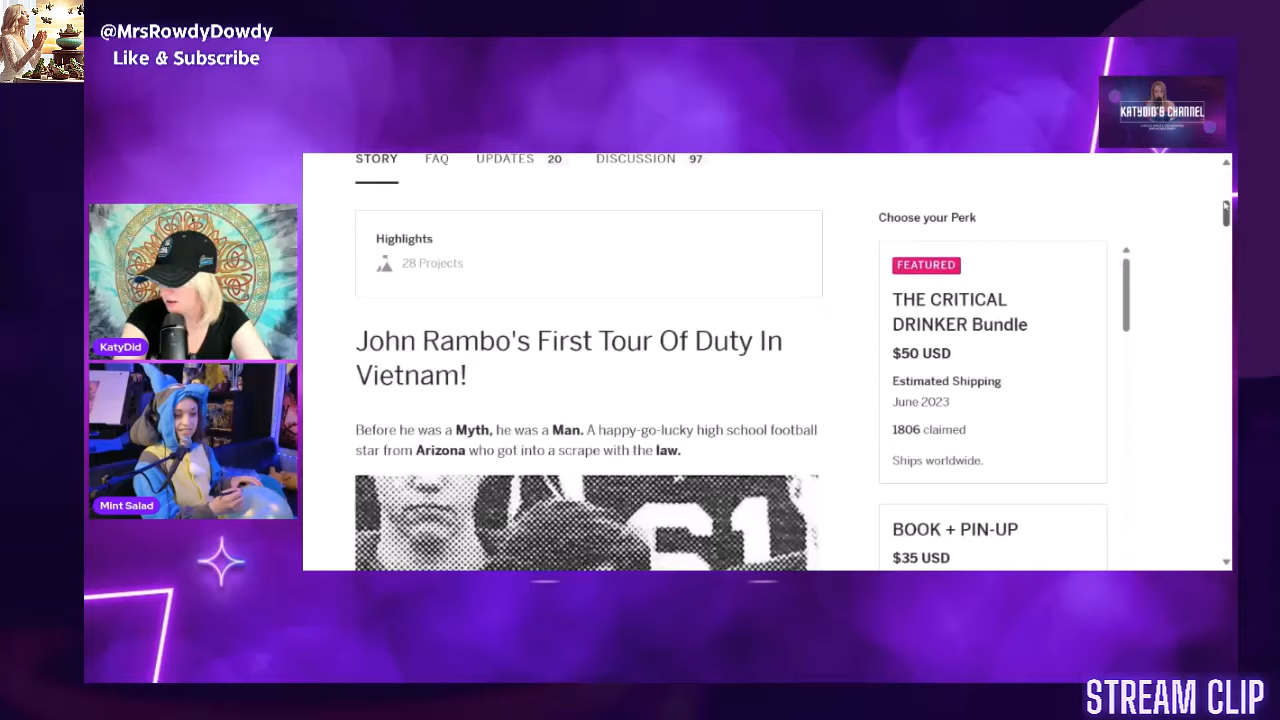 @MrsRowdyDowdy
Like & Subscribe
KATYDID'S CHANNEL
STORY FAQ UPDATES 20 DISCUSSION 97
Highlights
28 Projects
John Rambo's First Tour Of Duty In
Vietnam!
Before he was a Myth, he was a Man. A happy-go-lucky high school football
star from Arizona who got into a scrape with the law.
61
Choose your Perk
FEATURED
THE CRITICAL
DRINKER Bundle
$50 USD
Estimated Shipping
June 2023
1806 claimed
Ships worldwide.
BOOK + PIN-UP
$35 USD
KatyDid
Mint Salad
STREAM CLIP